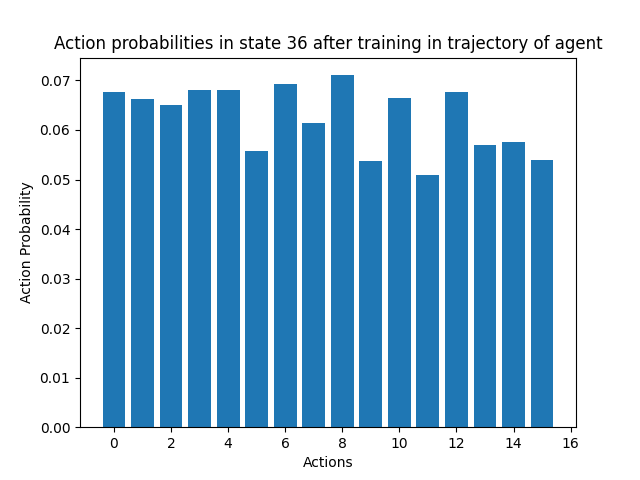 Action probabilities in state 36 after training in trajectory of agent
0.07
0.06
0.05
0.04
0.03
0.02
0.01
0.00
Action Probability
0 2 4 6 8 10 12 14 16
Actions